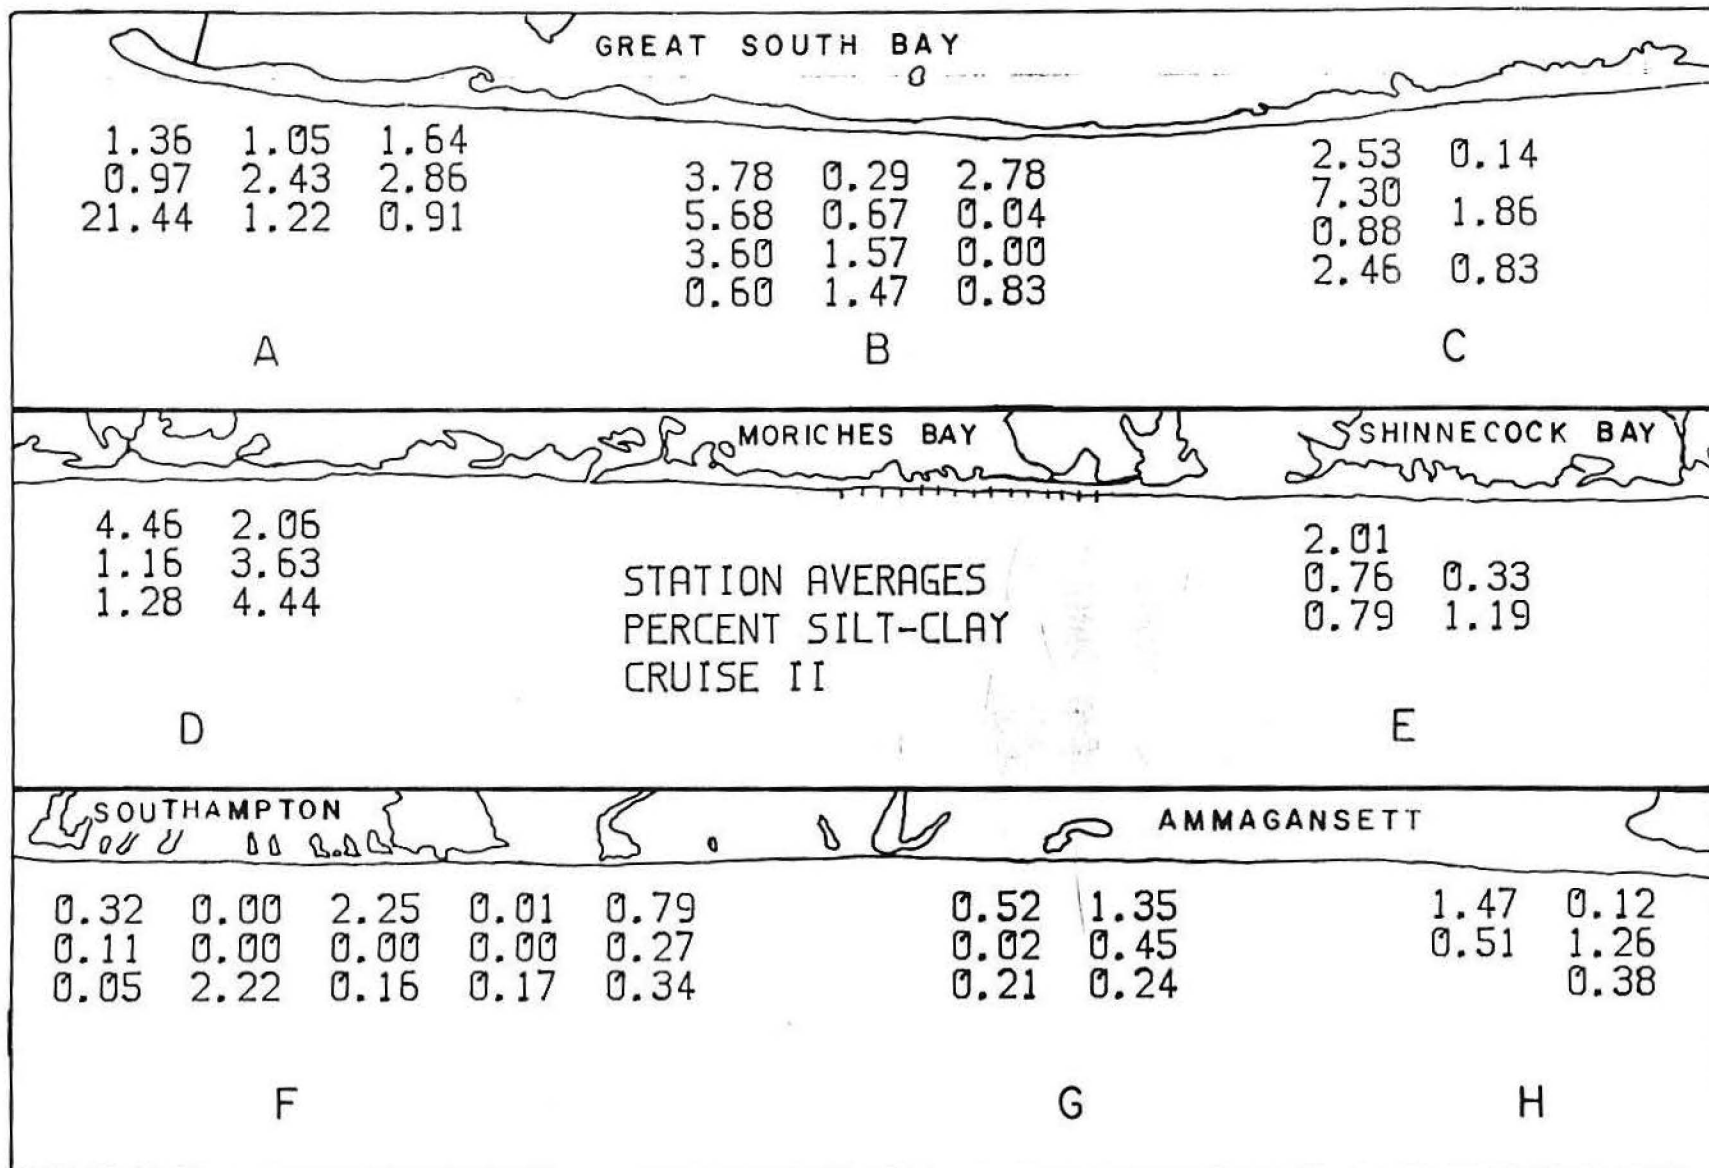 GREAT SOUTH BAY
1.36 1.05 1.64
0.97 2.43 2.86
21.44 1.22 0.91
3.78 0.29 2.78
5.68 0.67 0.04
3.60 1.57 0.00
0.60 1.47 0.83
2.53 0.14
7.30
1.86
0.88
2.46 0.83
A B C
MORICHES BAY SHINNECOCK BAY
4.46 2.06
1.16 3.63
1.28 4.44
STATION AVERAGES
PERCENT SILT-CLAY
CRUISE II
2.01
0.76 0.33
0.79 1.19
D E
SOUTHAMPTON AMMAGANSETT
0.32 0.00 2.25 0.01 0.79 0.52 1.35 1.47 0.12
0.11 0.00 0.00 0.00 0.27 0.02 0.45 0.51 1.26
0.05 2.22 0.16 0.17 0.34 0.21 0.24 0.38
F G H